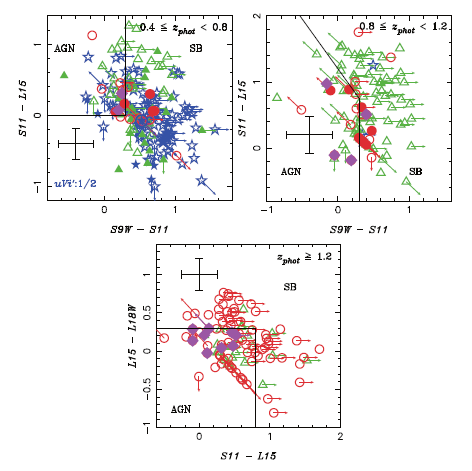 0.4 ≦ z_phot < 0.8
AGN
SB
uVi':1/2
S11 − L15
1
0
−1
0
1
S9W − S11
0.8 ≦ z_phot < 1.2
AGN
SB
S11 − L15
2
1
0
−1
0
1
S9W − S11
z_phot ≧ 1.2
SB
AGN
L15 − L18W
1
0.5
0
−0.5
−1
0
1
2
S11 − L15